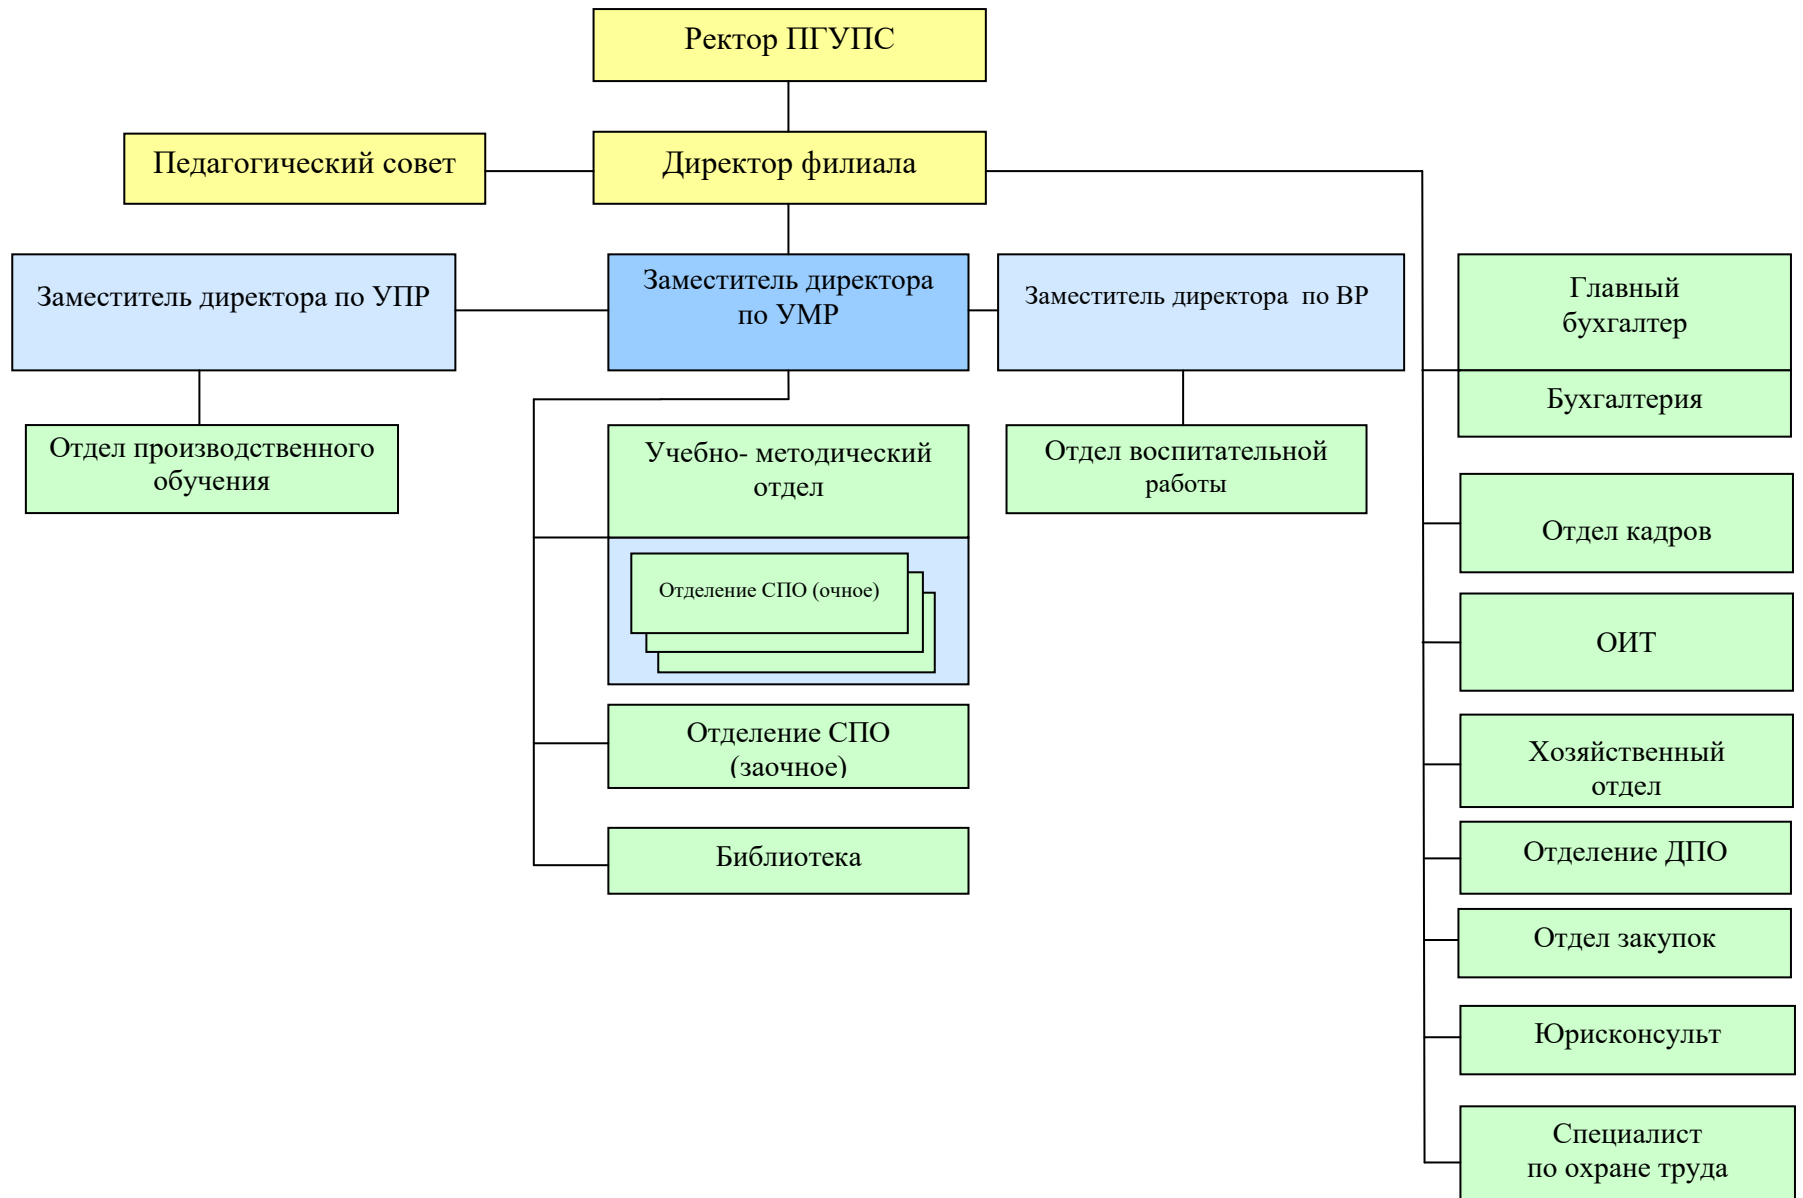 Ректор ПГУПС
Педагогический совет
Директор филиала
Заместитель директора по УПР
Заместитель директора
по УМР
Заместитель директора  по ВР
Главный
бухгалтер
Бухгалтерия
Отдел производственного
обучения
Учебно- методический
отдел
Отдел воспитательной
работы
Отделение СПО (очное)
Отделение СПО
(заочное)
Библиотека
Отдел кадров
ОИТ
Хозяйственный
отдел
Отделение ДПО
Отдел закупок
Юрисконсульт
Специалист
по охране труда